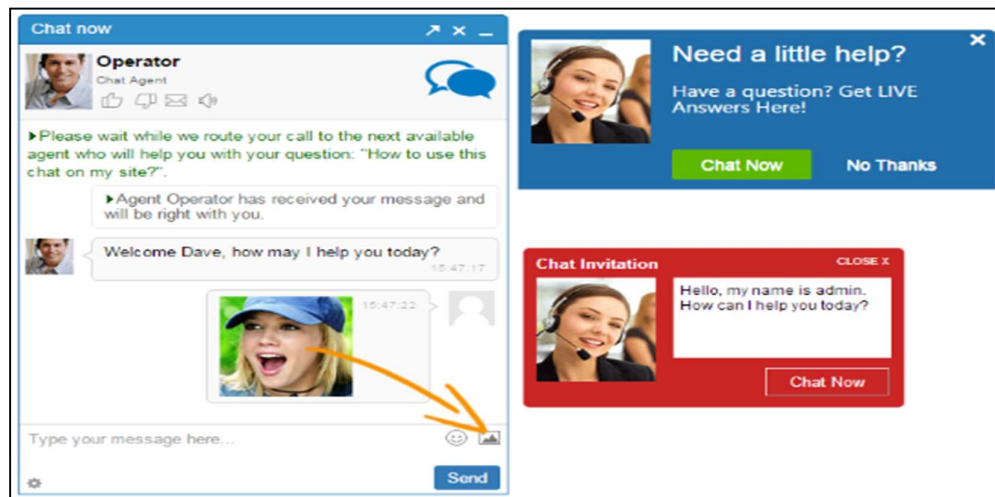 Chat now
Operator
Chat Agent
Please wait while we route your call to the next available
agent who will help you with your question: "How to use this
chat on my site?".
Agent Operator has received your message and
will be right with you.
Welcome Dave, how may I help you today?
15:47:17
15:47:22
Type your message here...
Send
Need a little help?
Have a question? Get LIVE
Answers Here!
Chat Now
No Thanks
Chat Invitation
CLOSE X
Hello, my name is admin.
How can I help you today?
Chat Now